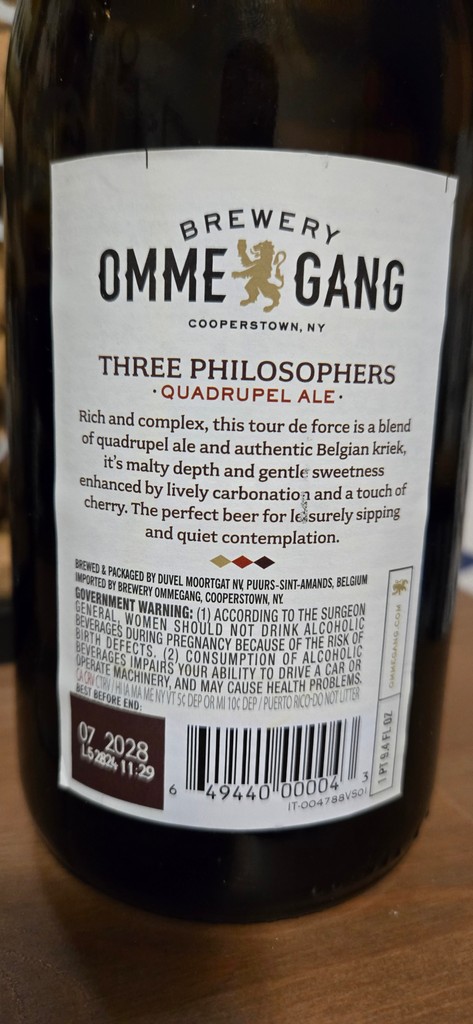 BREWERY
OMMEGANG
COOPERSTOWN, NY
THREE PHILOSOPHERS
·QUADRUPEL ALE·
Rich and complex, this tour de force is a blend
of quadrupel ale and authentic Belgian kriek,
it's malty depth and gentle sweetness
enhanced by lively carbonation and a touch of
cherry. The perfect beer for leisurely sipping
and quiet contemplation.
BREWED & PACKAGED BY DUVEL MOORTGAT NV, PUURS-SINT-AMANDS, BELGIUM
IMPORTED BY BREWERY OMMEGANG, COOPERSTOWN, NY.
GOVERNMENT WARNING: (1) ACCORDING TO THE SURGEON
GENERAL, WOMEN SHOULD NOT DRINK ALCOHOLIC
BEVERAGES DURING PREGNANCY BECAUSE OF THE RISK OF
BIRTH DEFECTS. (2) CONSUMPTION OF ALCOHOLIC
BEVERAGES IMPAIRS YOUR ABILITY TO DRIVE A CAR OR
OPERATE MACHINERY, AND MAY CAUSE HEALTH PROBLEMS.
CA CRV CTRV / HI IA MA ME NY VT 5¢ DEP OR MI 10¢ DEP / PUERTO RICO-DO NOT LITTER
BEST BEFORE END:
07 2028
L5 2824 11:29
6 49440 00004 3
IT-004788VS01
OMMEGANG.COM
1 PT 9.4 FL OZ